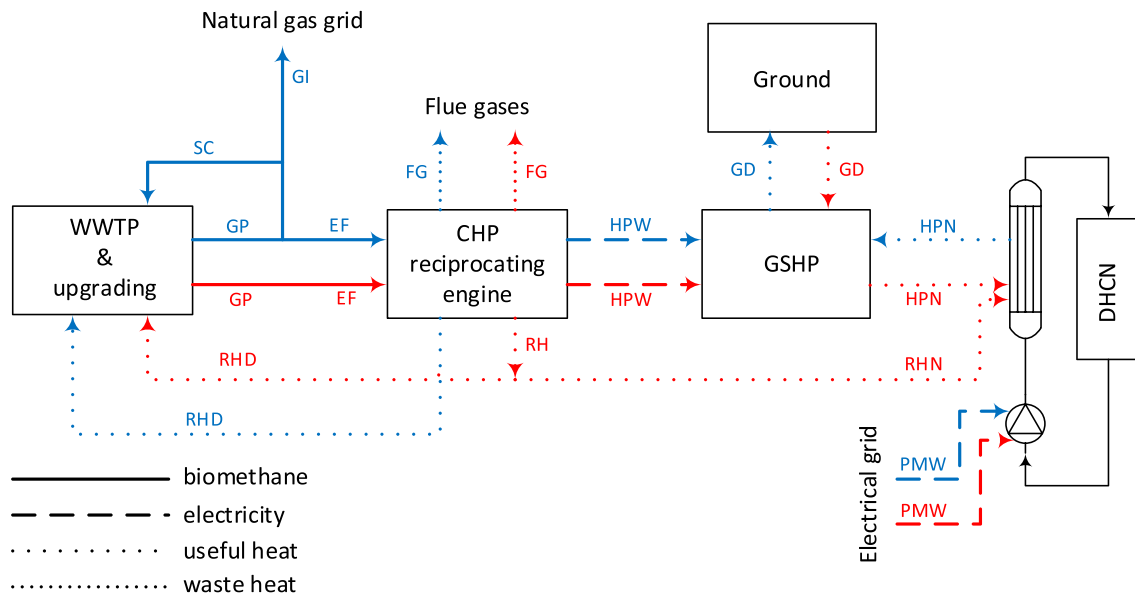 Natural gas grid
GI
Flue gases
Ground
SC
FG
FG
GD
GD
WWTP
&
upgrading
GP
EF
GP
EF
CHP
reciprocating
engine
HPW
HPW
GSHP
HPN
HPN
DHCN
RH
RHD
RHN
RHD
Electrical grid
PMW
PMW
biomethane
electricity
useful heat
waste heat